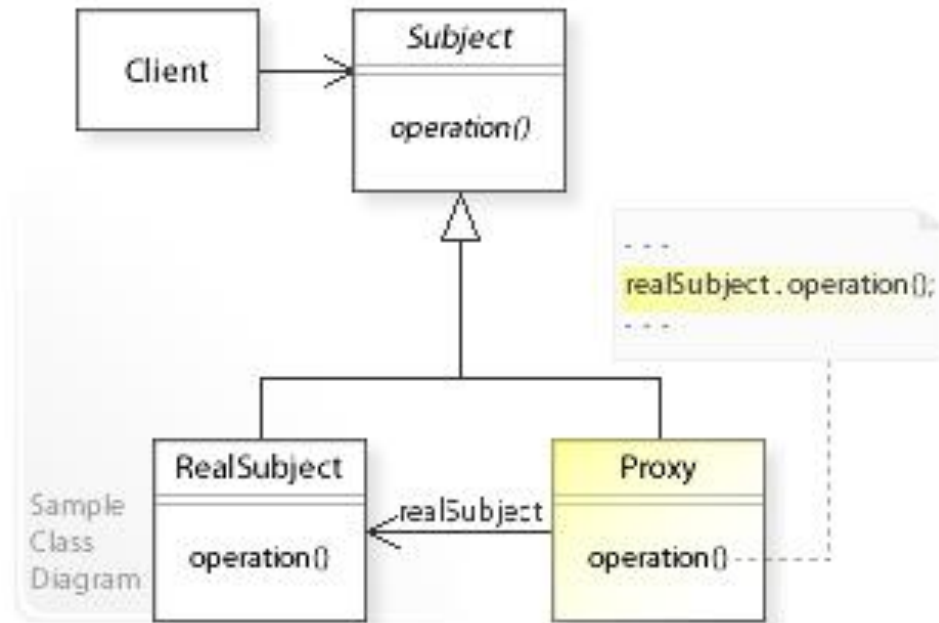 Client
Subject
operation()
- - -
realSubject.operation();
- - -
RealSubject
operation()
realSubject
Proxy
operation()
Sample
Class
Diagram